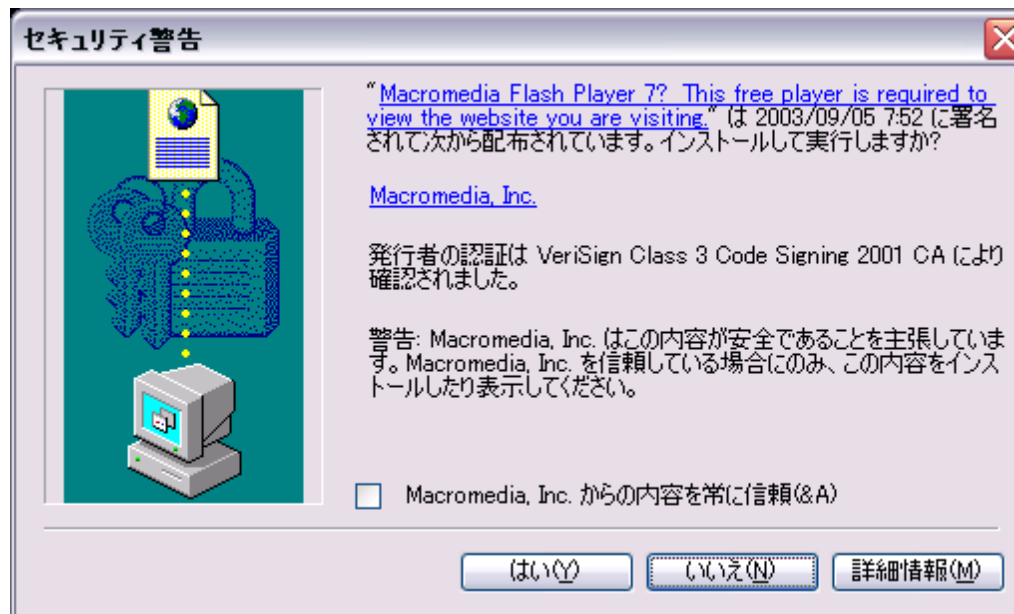 セキュリティ警告
"Macromedia Flash Player 7? This free player is required to
view the website you are visiting." は 2003/09/05 7:52 に署名
されて次から配布されています。インストールして実行しますか?
Macromedia, Inc.
発行者の認証は VeriSign Class 3 Code Signing 2001 CA により
確認されました。
警告: Macromedia, Inc. はこの内容が安全であることを主張していま
す。Macromedia, Inc. を信頼している場合にのみ、この内容をインス
トールしたり表示してください。
Macromedia, Inc. からの内容を常に信頼(&A)
はい(Y) いいえ(N) 詳細情報(M)